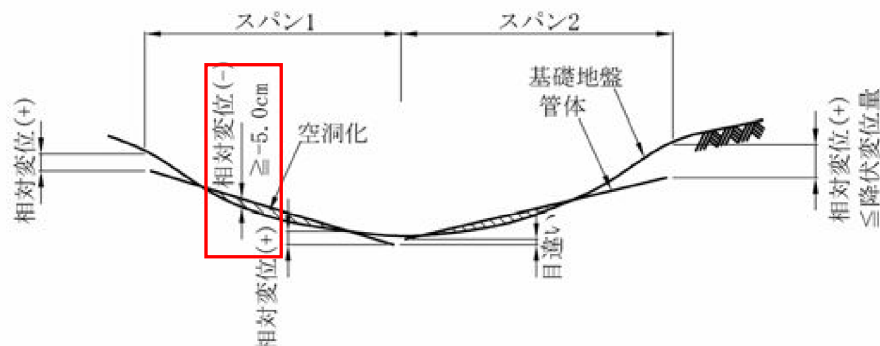 スパン1
スパン2
相対変位(+)
相対変位(-)
≧-5.0cm
空洞化
基礎地盤
管体
相対変位(+)
≦降伏変位量
相対変位(+)
目違い